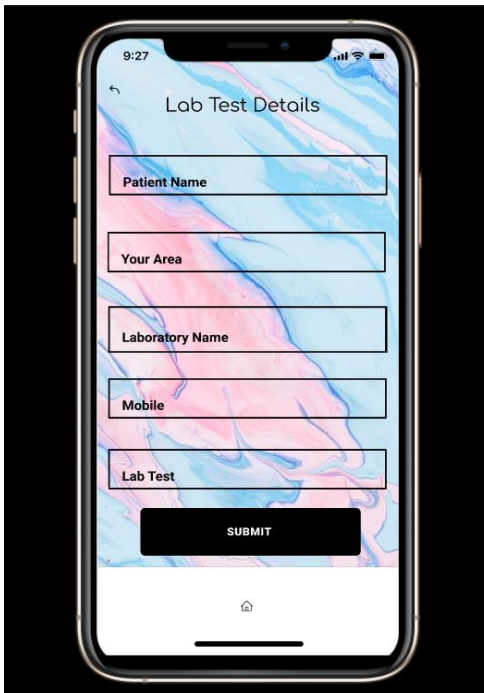 9:27
Lab Test Details
Patient Name
Your Area
Laboratory Name
Mobile
Lab Test
SUBMIT